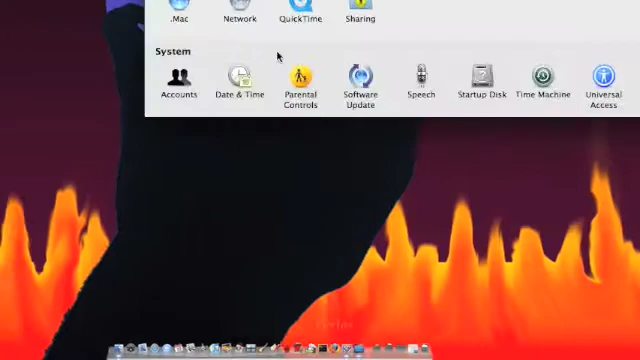 .Mac Network QuickTime Sharing
System
Accounts Date & Time Parental Controls Software Update Speech Startup Disk Time Machine Universal Access